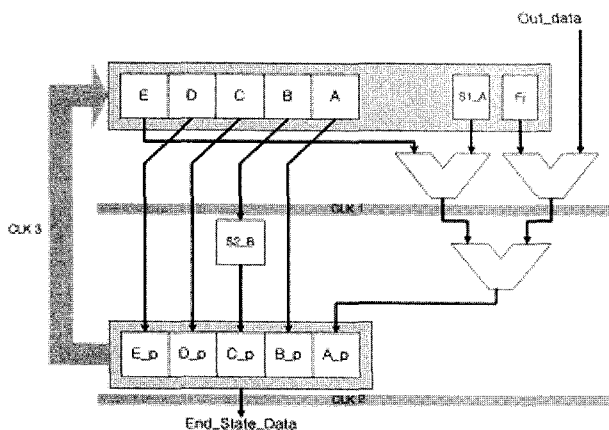 Out_data
E D C B A S1_A Fi
CLK 1
CLK 3
S2_B
E_p D_p C_p B_p A_p
CLK 2
End_State_Data